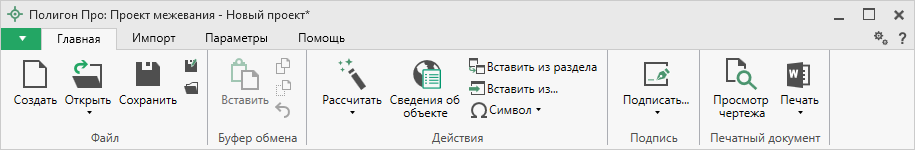 Полигон Про: Проект межевания - Новый проект*
Главная Импорт Параметры Помощь ?
Создать Открыть Сохранить
Файл
Вставить
Буфер обмена
Рассчитать Сведения об объекте
Вставить из раздела
Вставить из...
Символ
Действия
Подписать...
Подпись
Просмотр чертежа
Печать
Печатный документ